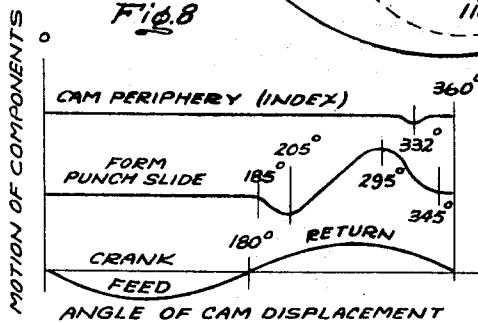 Fig.8
MOTION OF COMPONENTS
0
360°
CAM PERIPHERY (INDEX)
332°
FORM
PUNCH SLIDE
185°
205°
295°
345°
180°
RETURN
CRANK
FEED
ANGLE OF CAM DISPLACEMENT